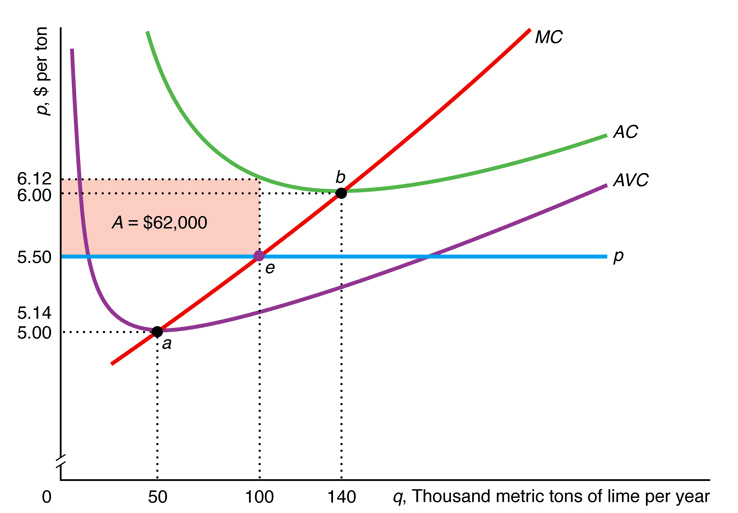 p, $ per ton
MC
AC
AVC
6.12
6.00
b
A = $62,000
5.50
p
e
5.14
5.00
a
0
50
100
140
q, Thousand metric tons of lime per year